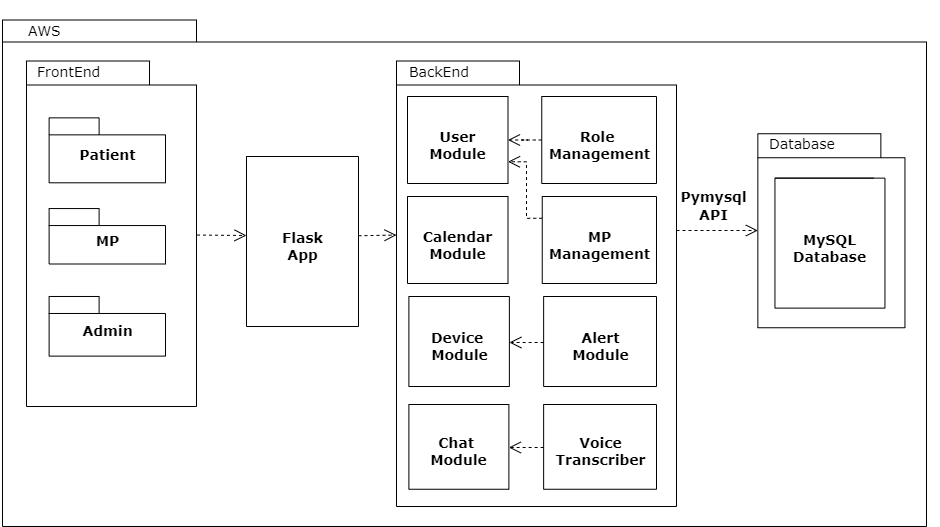 AWS
FrontEnd
Patient
MP
Admin
Flask
App
BackEnd
User
Module
Role
Management
Calendar
Module
MP
Management
Device
Module
Alert
Module
Chat
Module
Voice
Transcriber
Pymysql
API
Database
MySQL
Database